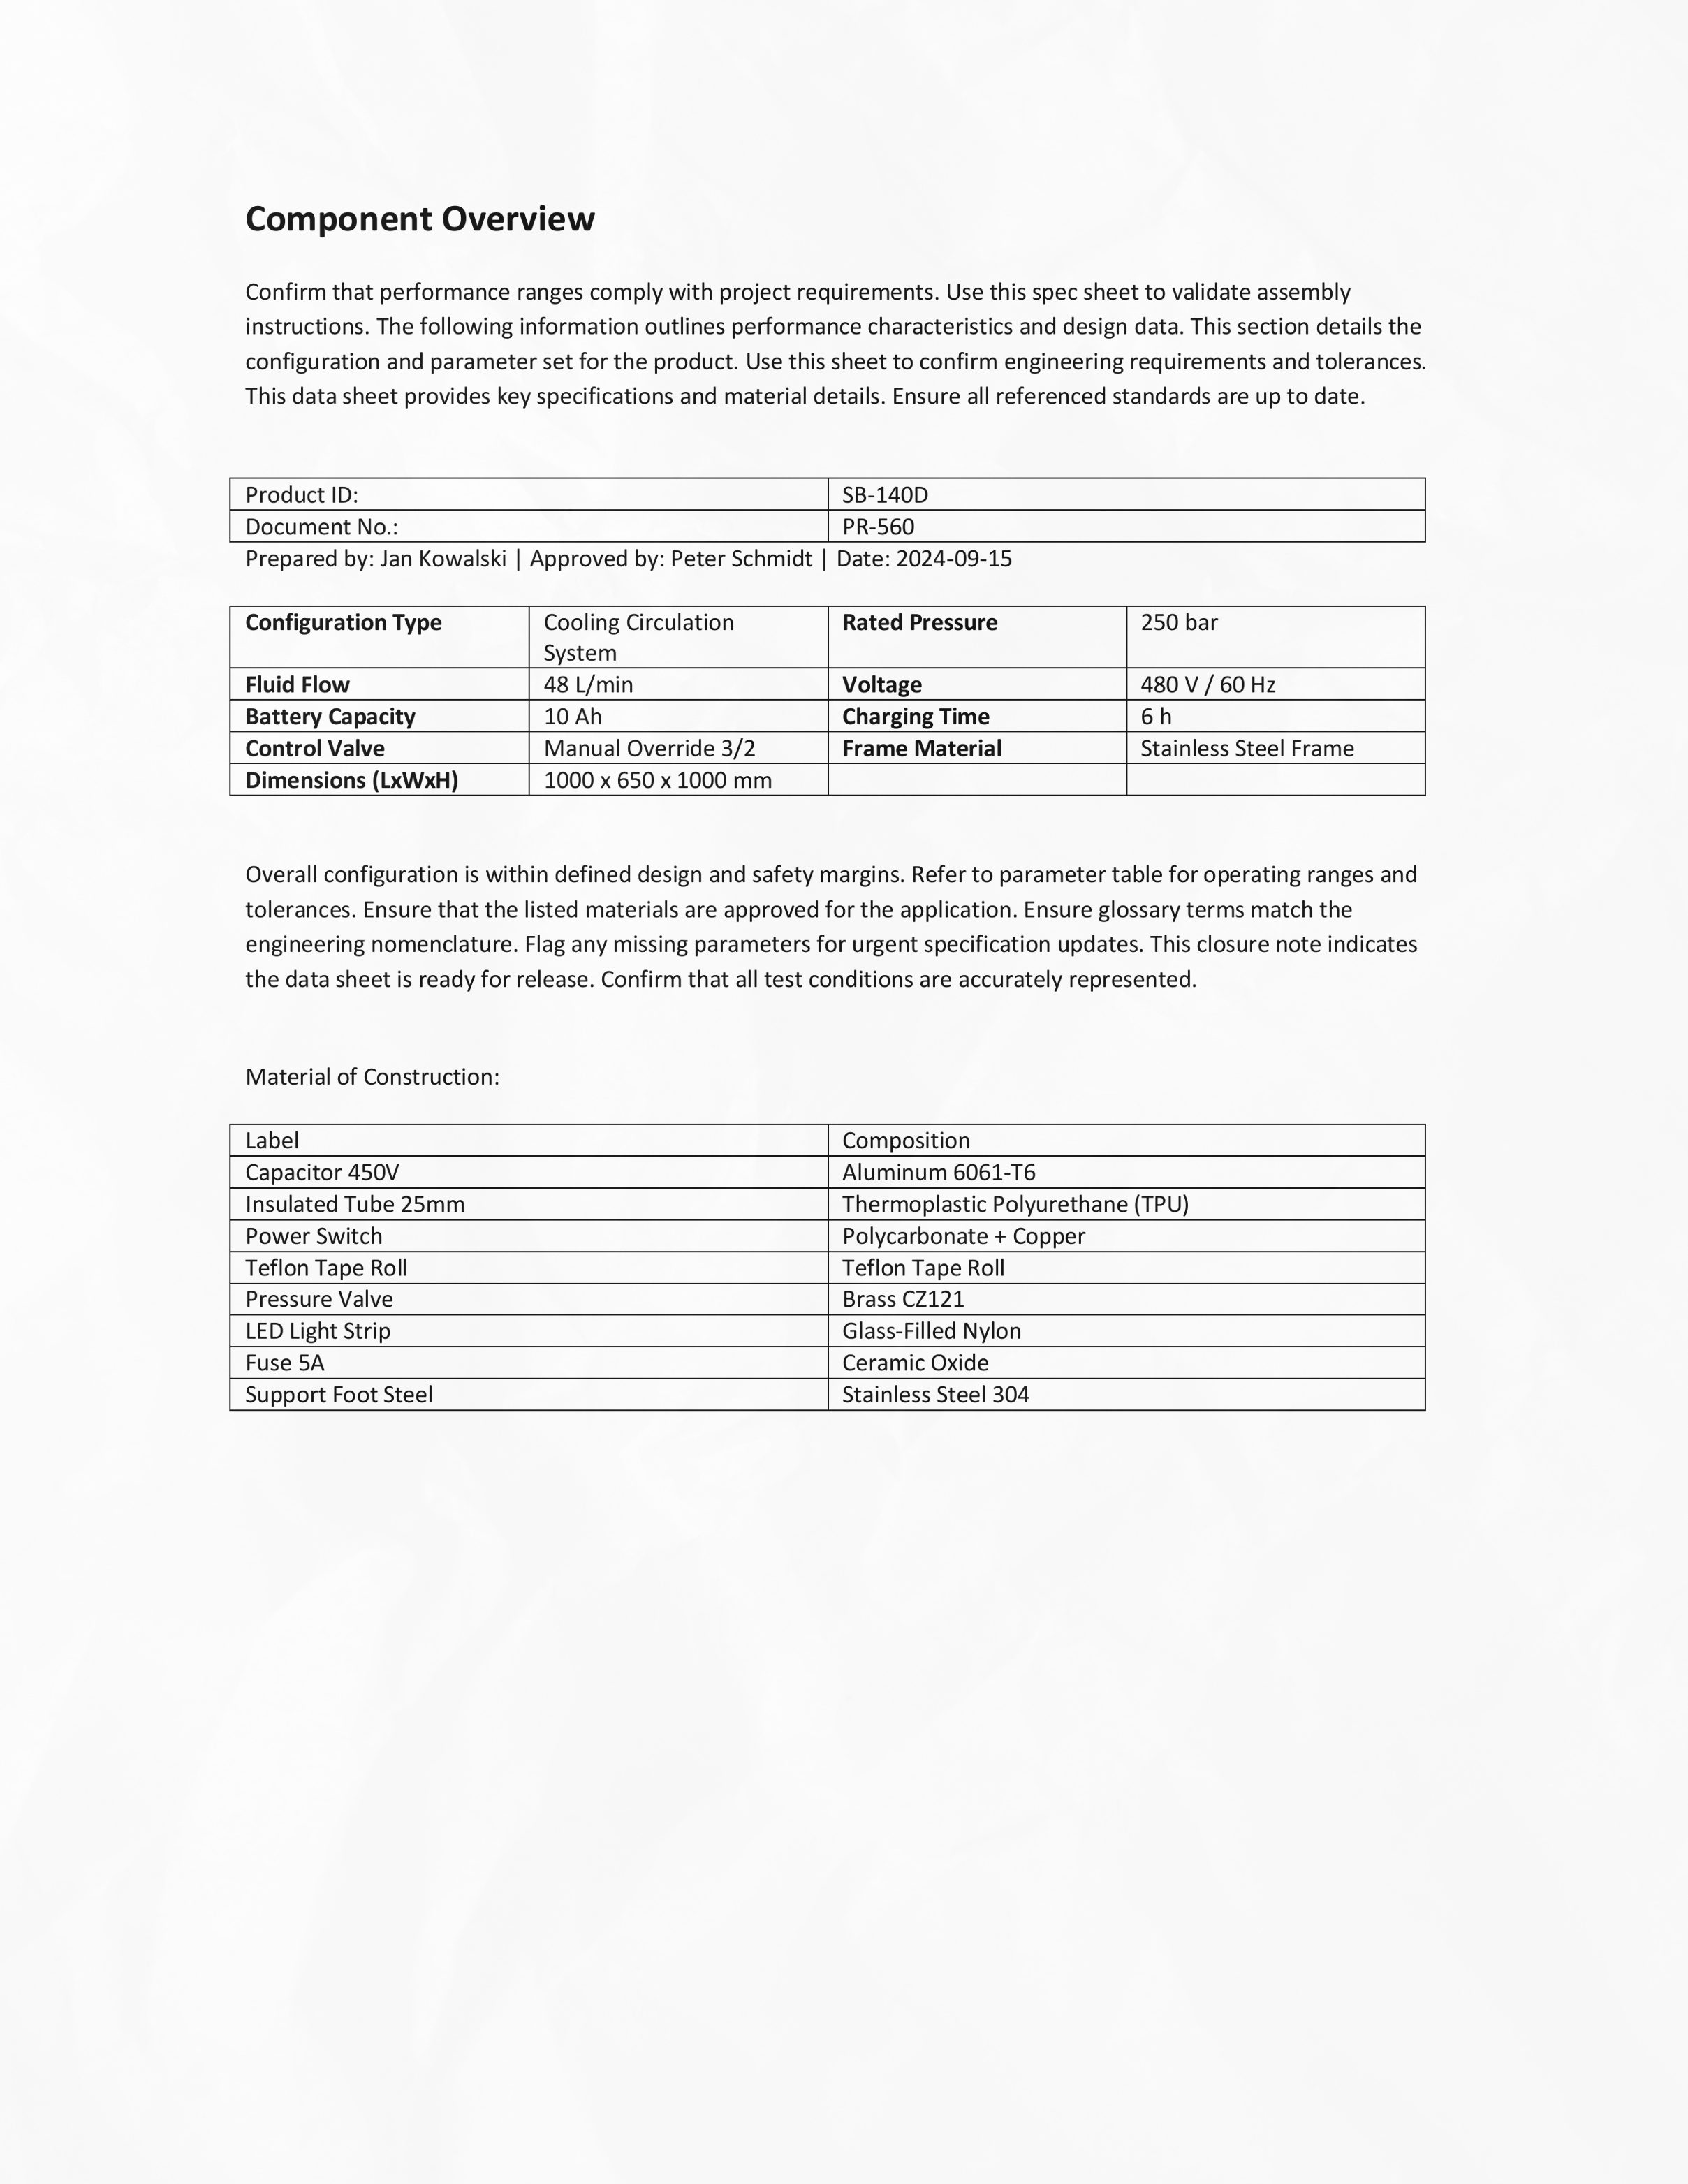 Component Overview
Confirm that performance ranges comply with project requirements. Use this spec sheet to validate assembly
instructions. The following information outlines performance characteristics and design data. This section details the
configuration and parameter set for the product. Use this sheet to confirm engineering requirements and tolerances.
This data sheet provides key specifications and material details. Ensure all referenced standards are up to date.
Product ID: SB-140D
Document No.: PR-560
Prepared by: Jan Kowalski | Approved by: Peter Schmidt | Date: 2024-09-15
Configuration Type Cooling Circulation Rated Pressure 250 bar
System
Fluid Flow 48 L/min Voltage 480 V / 60 Hz
Battery Capacity 10 Ah Charging Time 6 h
Control Valve Manual Override 3/2 Frame Material Stainless Steel Frame
Dimensions (LxWxH) 1000 x 650 x 1000 mm
Overall configuration is within defined design and safety margins. Refer to parameter table for operating ranges and
tolerances. Ensure that the listed materials are approved for the application. Ensure glossary terms match the
engineering nomenclature. Flag any missing parameters for urgent specification updates. This closure note indicates
the data sheet is ready for release. Confirm that all test conditions are accurately represented.
Material of Construction:
Label Composition
Capacitor 450V Aluminum 6061-T6
Insulated Tube 25mm Thermoplastic Polyurethane (TPU)
Power Switch Polycarbonate + Copper
Teflon Tape Roll Teflon Tape Roll
Pressure Valve Brass CZ121
LED Light Strip Glass-Filled Nylon
Fuse 5A Ceramic Oxide
Support Foot Steel Stainless Steel 304